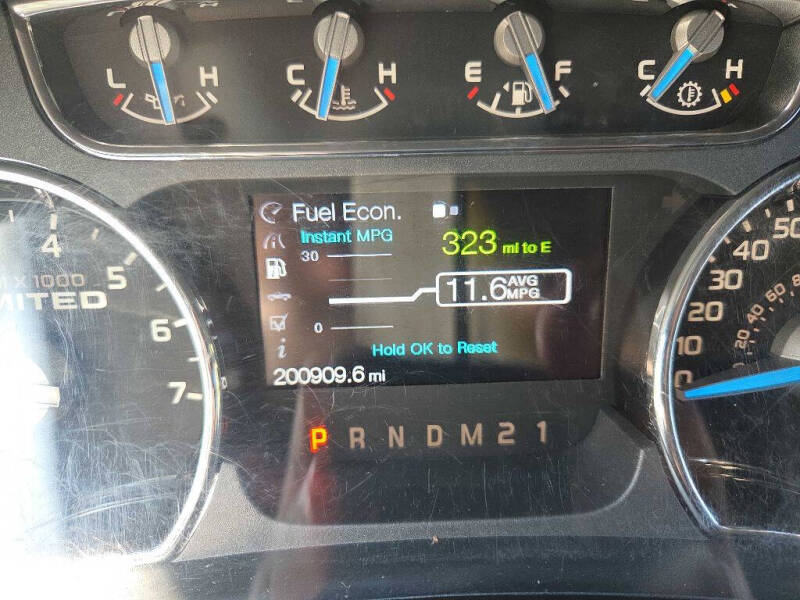 L H C H E F C H
Fuel Econ.
Instant MPG
323 mi to E
30
11.6 AVG MPG
0
Hold OK to Reset
200909.6 mi
P R N D M 2 1
4 5 6 7
X 1000
MITED
0 10 20 30 40 50
20 40 60 80